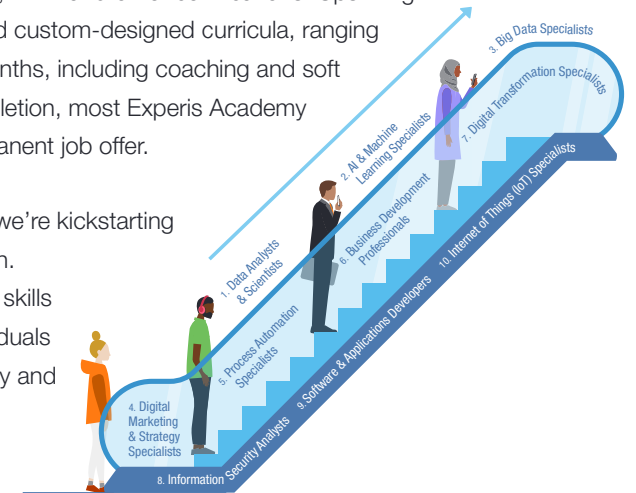 d custom-designed curricula, ranging
nths, including coaching and soft
letion, most Experis Academy
anent job offer.
we're kickstarting
n.
skills
duals
y and
1. Data Analysts
& Scientists
2. AI & Machine
Learning Specialists
3. Big Data Specialists
4. Digital
Marketing
& Strategy
Specialists
5. Process Automation
Specialists
6. Business Development
Professionals
7. Digital Transformation Specialists
8. Information Security Analysts
9. Software & Applications Developers
10. Internet of Things (IoT) Specialists